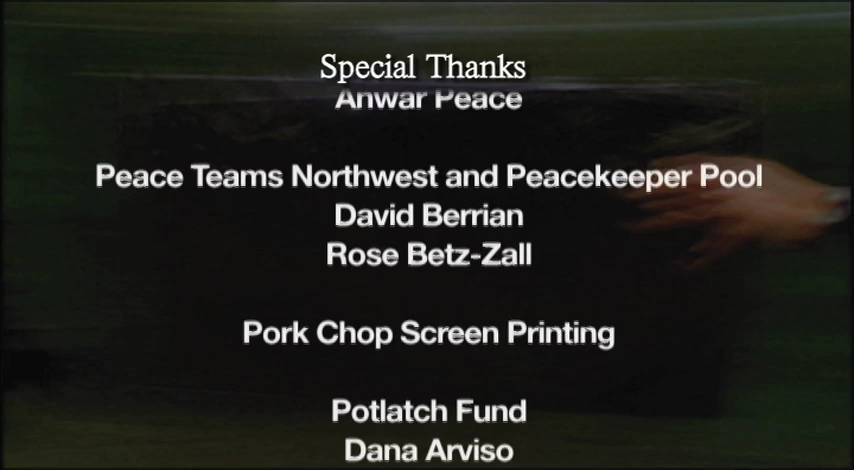 Special Thanks
Anwar Peace
Peace Teams Northwest and Peacekeeper Pool
David Berrian
Rose Betz-Zall
Pork Chop Screen Printing
Potlatch Fund
Dana Arviso